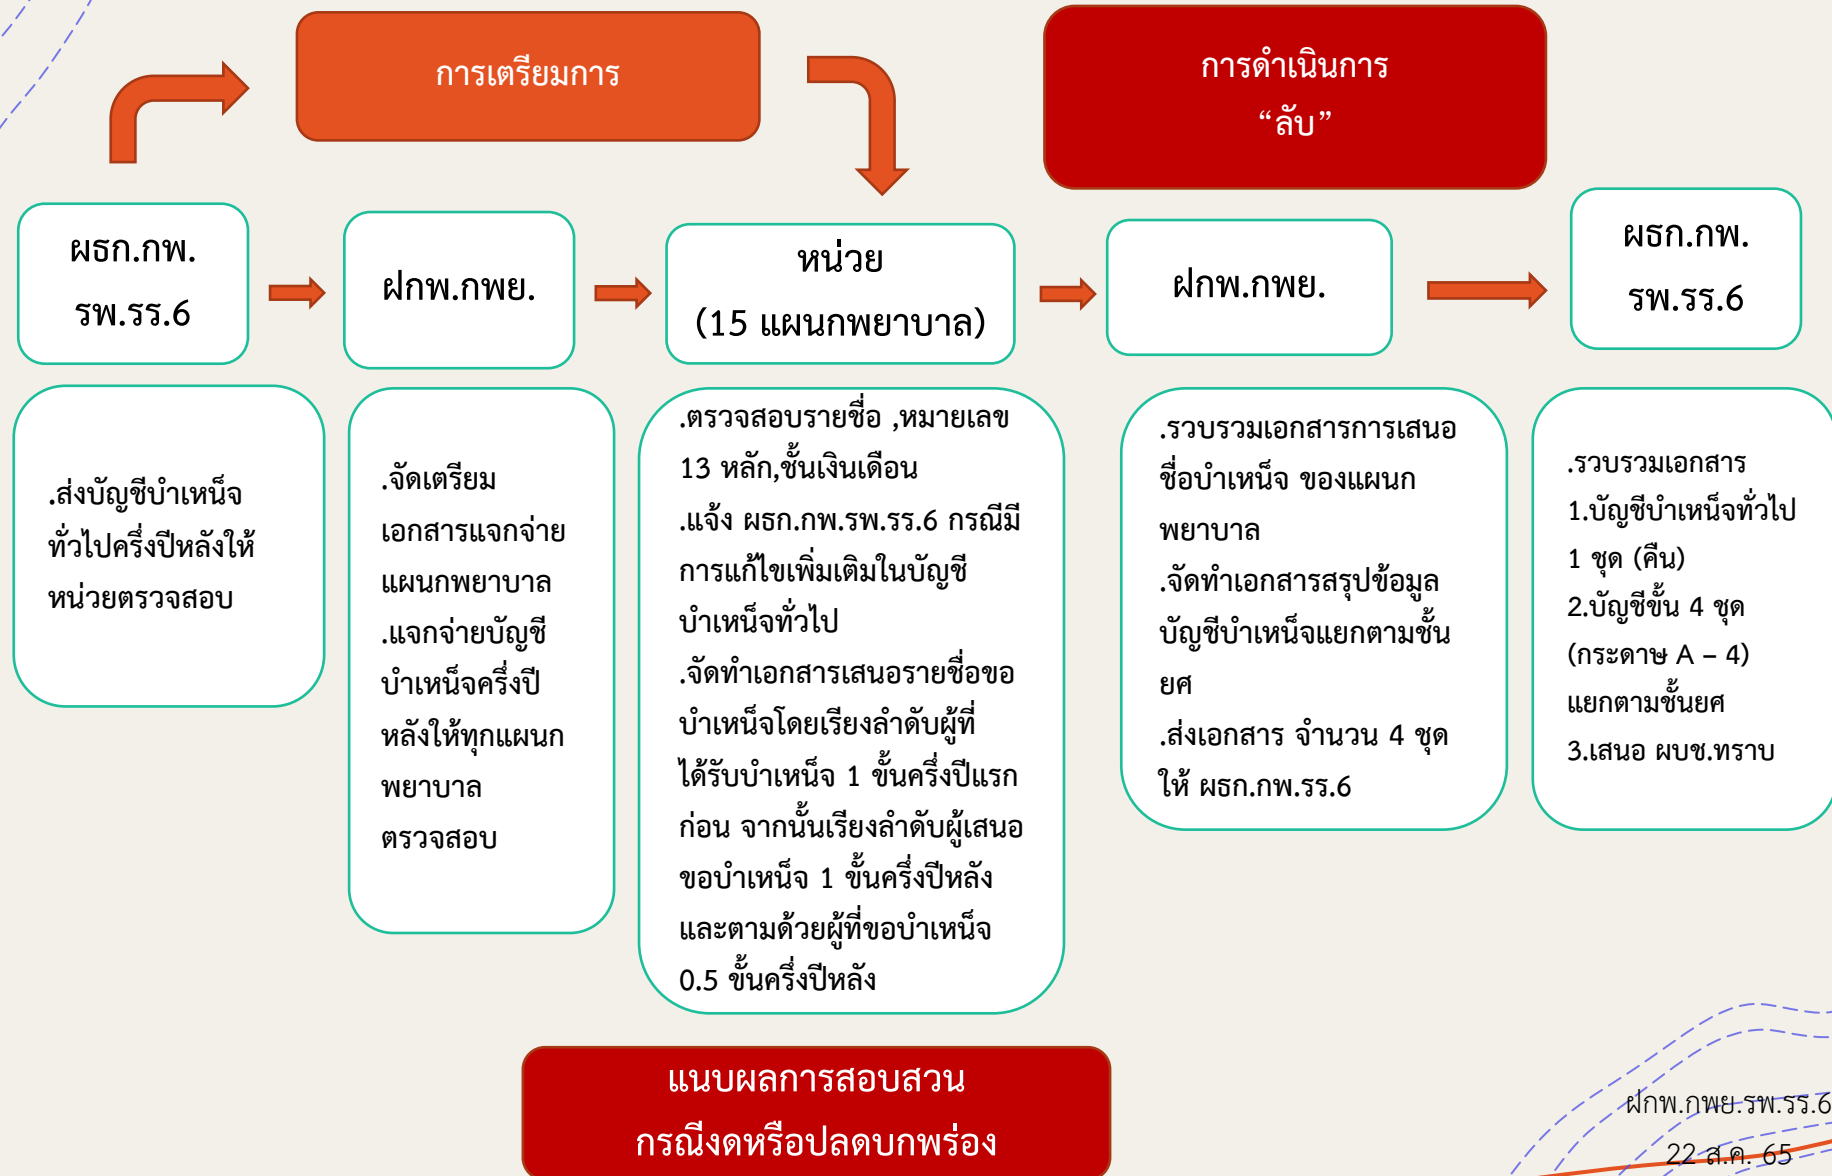 การเตรียมการ
การดำเนินการ
“ลับ”
ผธก.กพ.
รพ.รร.6
ฝกพ.กพย.
หน่วย
(15 แผนกพยาบาล)
ฝกพ.กพย.
ผธก.กพ.
รพ.รร.6
.ส่งบัญชีบำเหน็จ
ทั่วไปครึ่งปีหลังให้
หน่วยตรวจสอบ
.จัดเตรียม
เอกสารแจกจ่าย
แผนกพยาบาล
.แจกจ่ายบัญชี
บำเหน็จครึ่งปี
หลังให้ทุกแผนก
พยาบาล
ตรวจสอบ
.ตรวจสอบรายชื่อ ,หมายเลข
13 หลัก,ชั้นเงินเดือน
.แจ้ง ผธก.กพ.รพ.รร.6 กรณีมี
การแก้ไขเพิ่มเติมในบัญชี
บำเหน็จทั่วไป
.จัดทำเอกสารเสนอรายชื่อขอ
บำเหน็จโดยเรียงลำดับผู้ที่
ได้รับบำเหน็จ 1 ขั้นครึ่งปีแรก
ก่อน จากนั้นเรียงลำดับผู้เสนอ
ขอบำเหน็จ 1 ขั้นครึ่งปีหลัง
และตามด้วยผู้ที่ขอบำเหน็จ
0.5 ขั้นครึ่งปีหลัง
.รวบรวมเอกสารการเสนอ
ชื่อบำเหน็จ ของแผนก
พยาบาล
.จัดทำเอกสารสรุปข้อมูล
บัญชีบำเหน็จแยกตามชั้น
ยศ
.ส่งเอกสาร จำนวน 4 ชุด
ให้ ผธก.กพ.รร.6
.รวบรวมเอกสาร
1.บัญชีบำเหน็จทั่วไป
1 ชุด (คืน)
2.บัญชีขั้น 4 ชุด
(กระดาษ A – 4)
แยกตามชั้นยศ
3.เสนอ ผบช.ทราบ
แนบผลการสอบสวน
กรณีงดหรือปลดบกพร่อง
ฝกพ.กพย.รพ.รร.6
22 ส.ค. 65